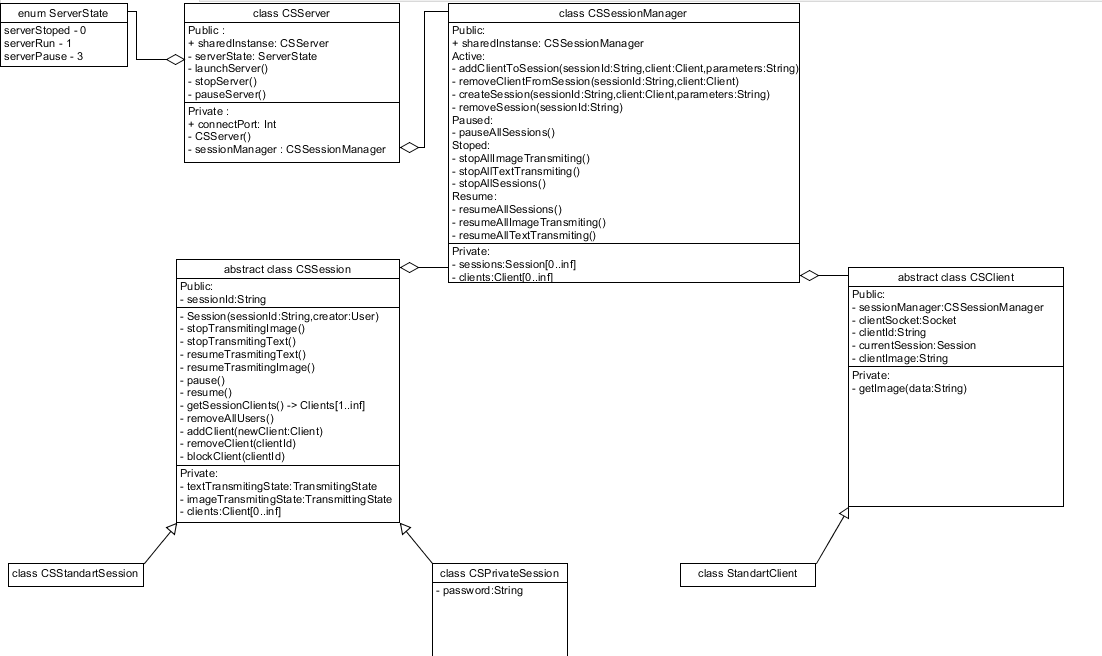 enum ServerState
serverStoped - 0
serverRun - 1
serverPause - 3
class CSServer
Public :
+ sharedInstanse: CSServer
- serverState: ServerState
- launchServer()
- stopServer()
- pauseServer()
Private :
+ connectPort: Int
- CSServer()
- sessionManager : CSSessionManager
class CSSessionManager
Public:
+ sharedInstanse: CSSessionManager
Active:
- addClientToSession(sessionId:String,client:Client,parameters:String)
- removeClientFromSession(sessionId:String,client:Client)
- createSession(sessionId:String,client:Client,parameters:String)
- removeSession(sessionId:String)
Paused:
- pauseAllSessions()
Stoped:
- stopAllImageTransmiting()
- stopAllTextTransmiting()
- stopAllSessions()
Resume:
- resumeAllSessions()
- resumeAllImageTransmiting()
- resumeAllTextTransmiting()
Private:
- sessions:Session[0..inf]
- clients:Client[0..inf]
abstract class CSSession
Public:
- sessionId:String
- Session(sessionId:String,creator:User)
- stopTransmitingImage()
- stopTransmitingText()
- resumeTrasmitingText()
- resumeTrasmitingImage()
- pause()
- resume()
- getSessionClients() -> Clients[1..inf]
- removeAllUsers()
- addClient(newClient:Client)
- removeClient(clientId)
- blockClient(clientId)
Private:
- textTransmitingState:TransmitingState
- imageTransmitingState:TransmittingState
- clients:Client[0..inf]
abstract class CSClient
Public:
- sessionManager:CSSessionManager
- clientSocket:Socket
- clientId:String
- currentSession:Session
- clientImage:String
Private:
- getImage(data:String)
class CSStandartSession
class CSPrivateSession
- password:String
class StandartClient